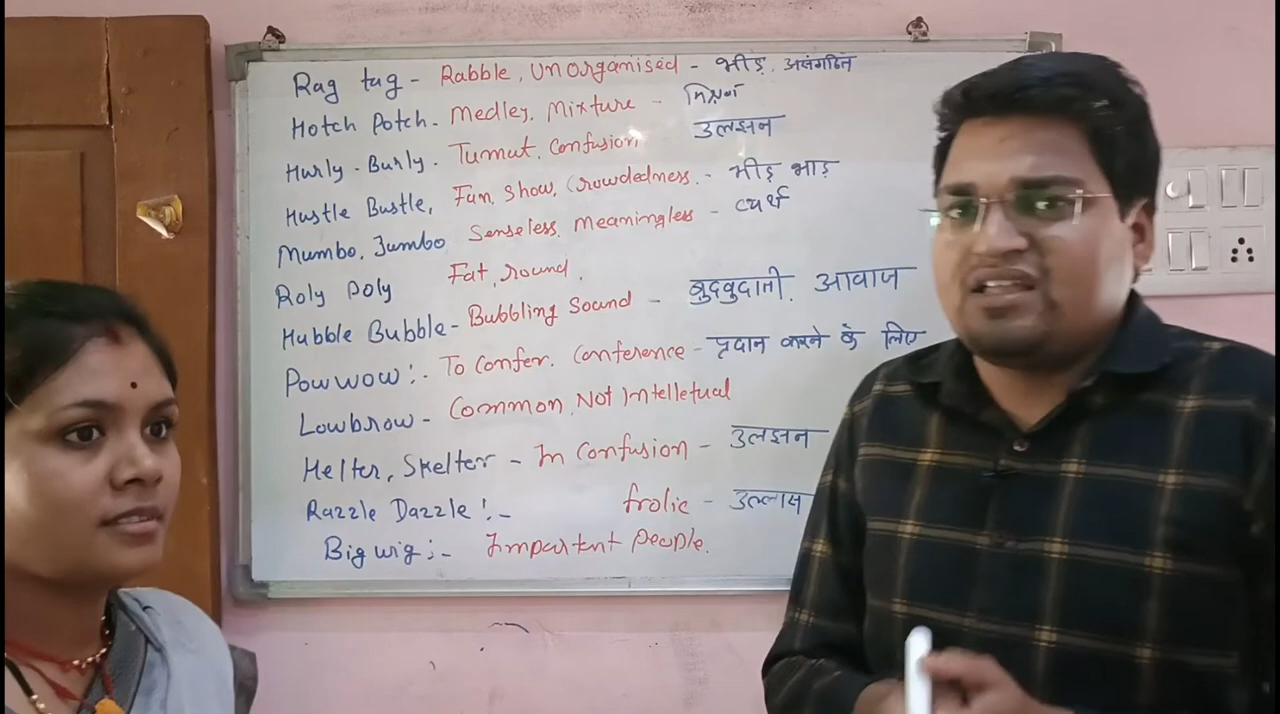 Rag tag - Rabble, Unorganised - भीड़, असंगठित
Hotch Potch - Medley, Mixture - मिश्रण
Hurly - Burly. Tumut, Confusion उलझन
Hustle Bustle, Fun, Show, Crowdedness. - भीड़ भाड़
Mumbo, Jumbo Senseless, Meaningless - व्यर्थ
Roly Poly Fat, round.
Hubble Bubble - Bubbling Sound - बुदबुदाती, आवाज
Powwow :- To Confer. Conference - प्रदान करने के लिए
Lowbrow - Common, Not Intelletual
Helter, Skelter - In Confusion - उलझन
Razzle Dazzle :- frolic - उल्लास
Big wig :- Important People.